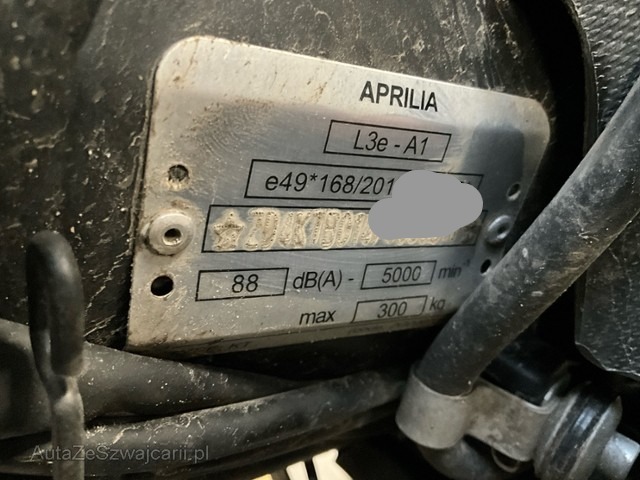 APRILIA
L3e - A1
e49*168/201
88 dB(A) - 5000 min
max 300 kg
AutaZeSzwajcarii.pl